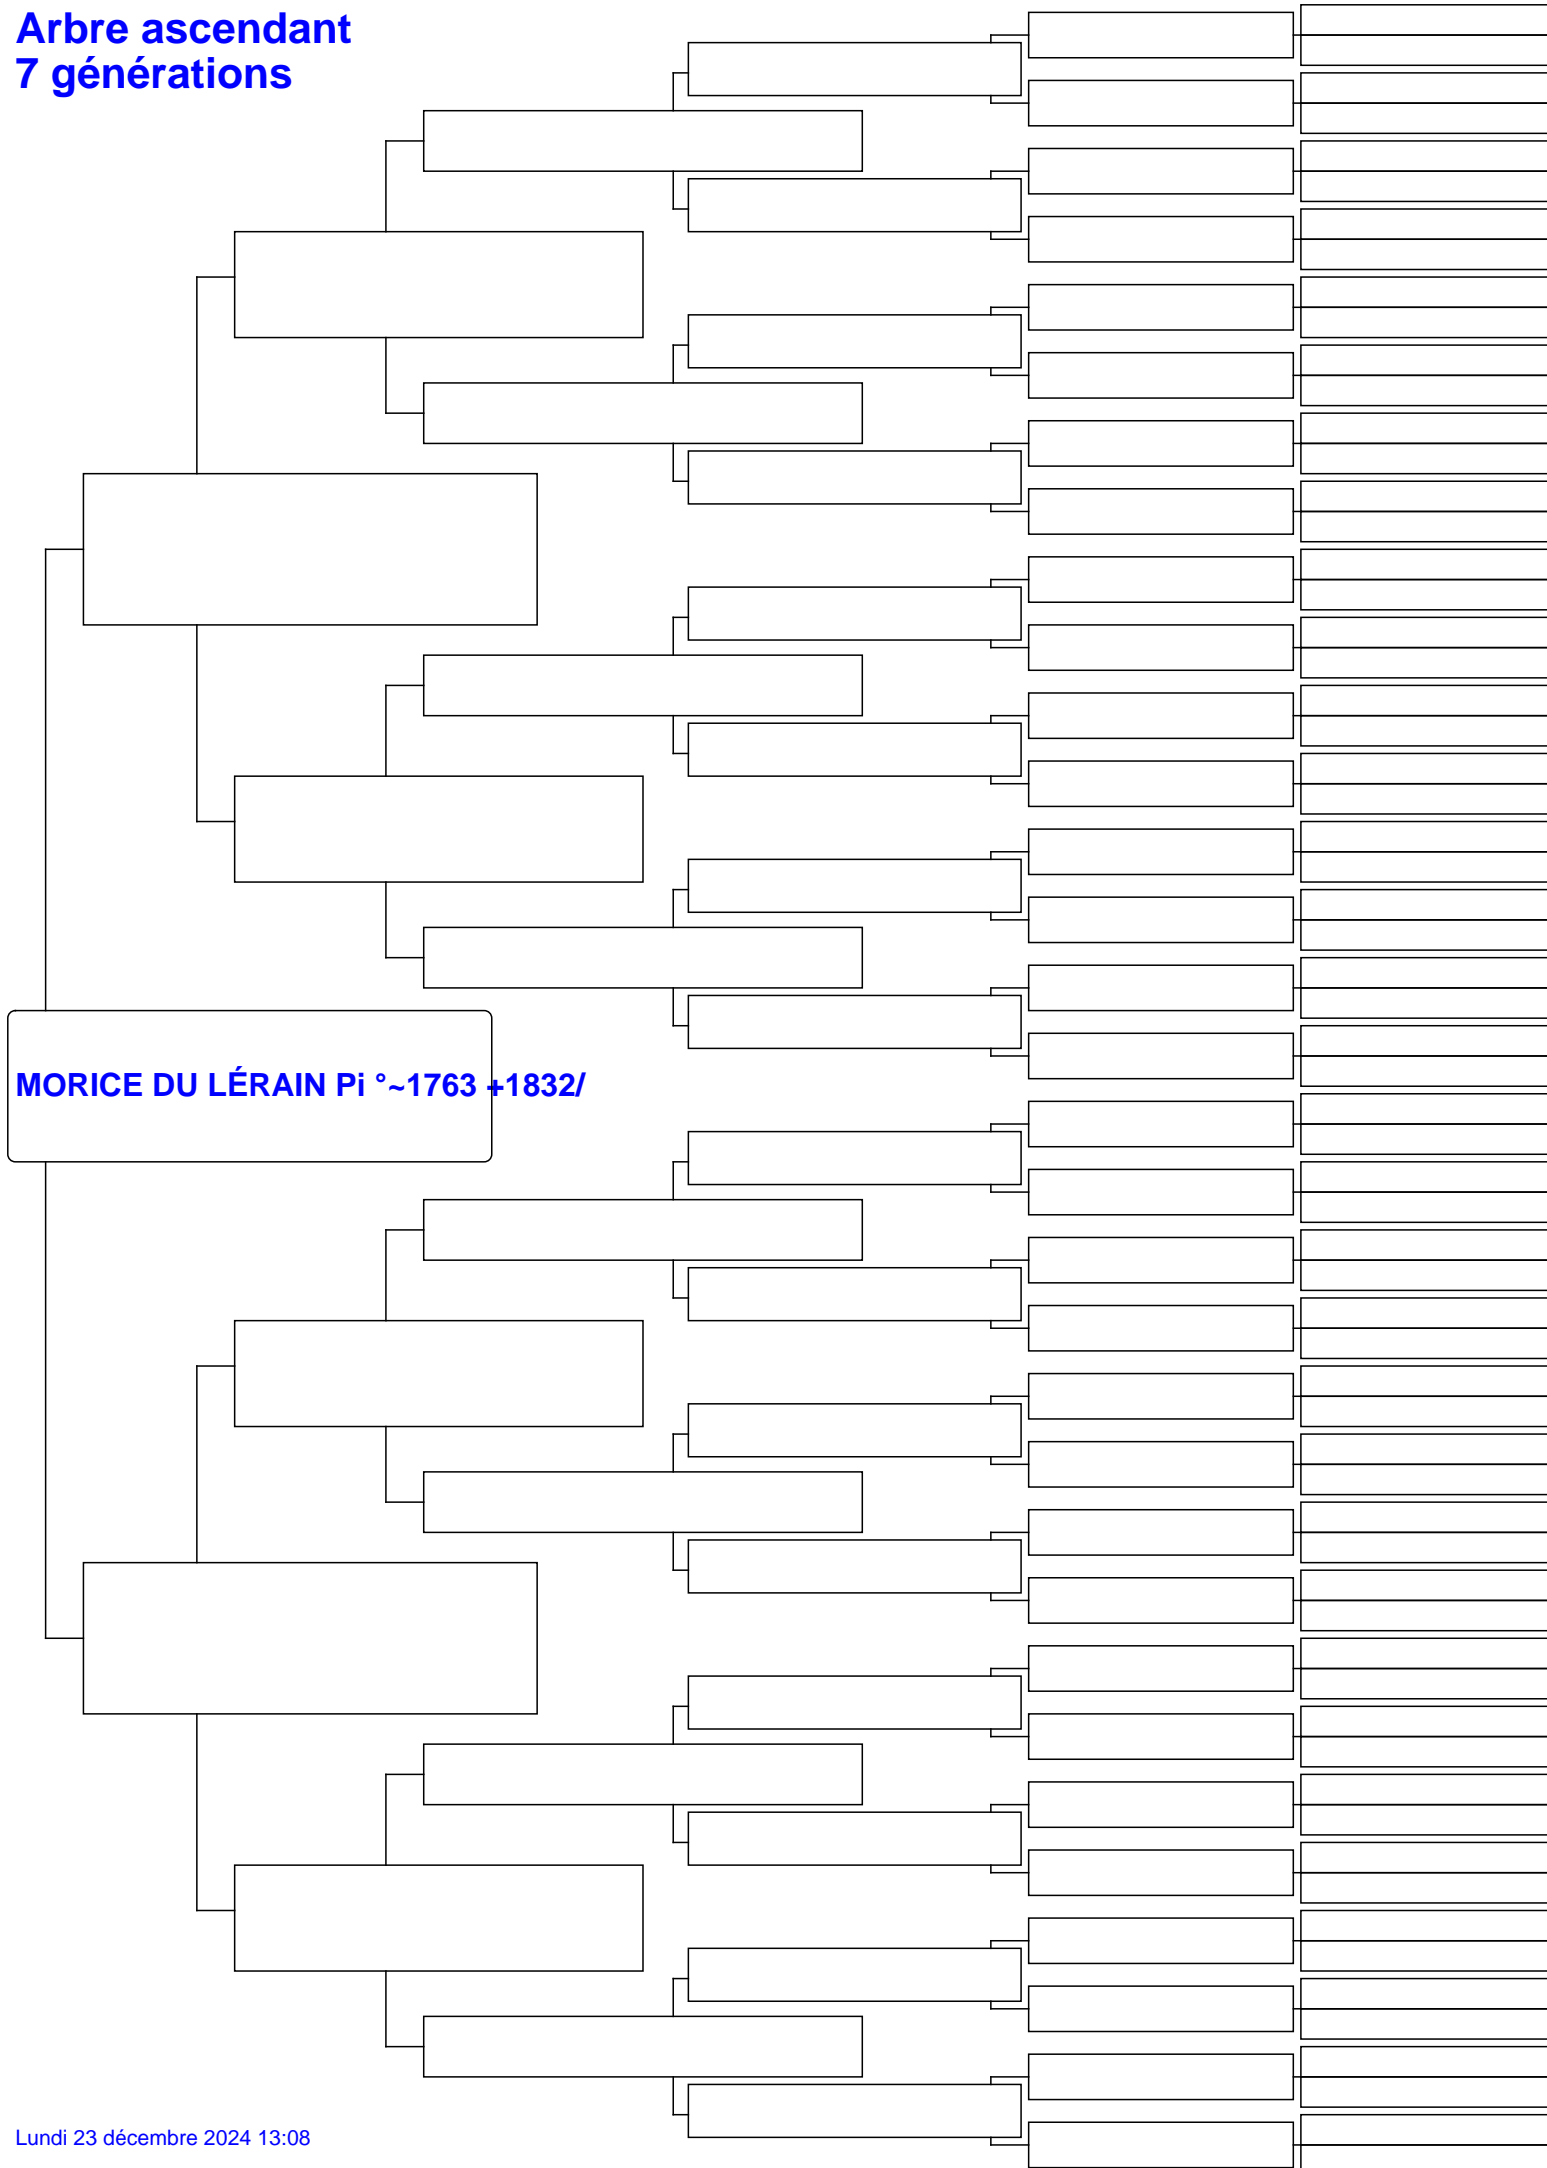 Arbre ascendant
7 générations
MORICE DU LÉRAIN Pi °~1763 +1832/
Lundi 23 décembre 2024 13:08